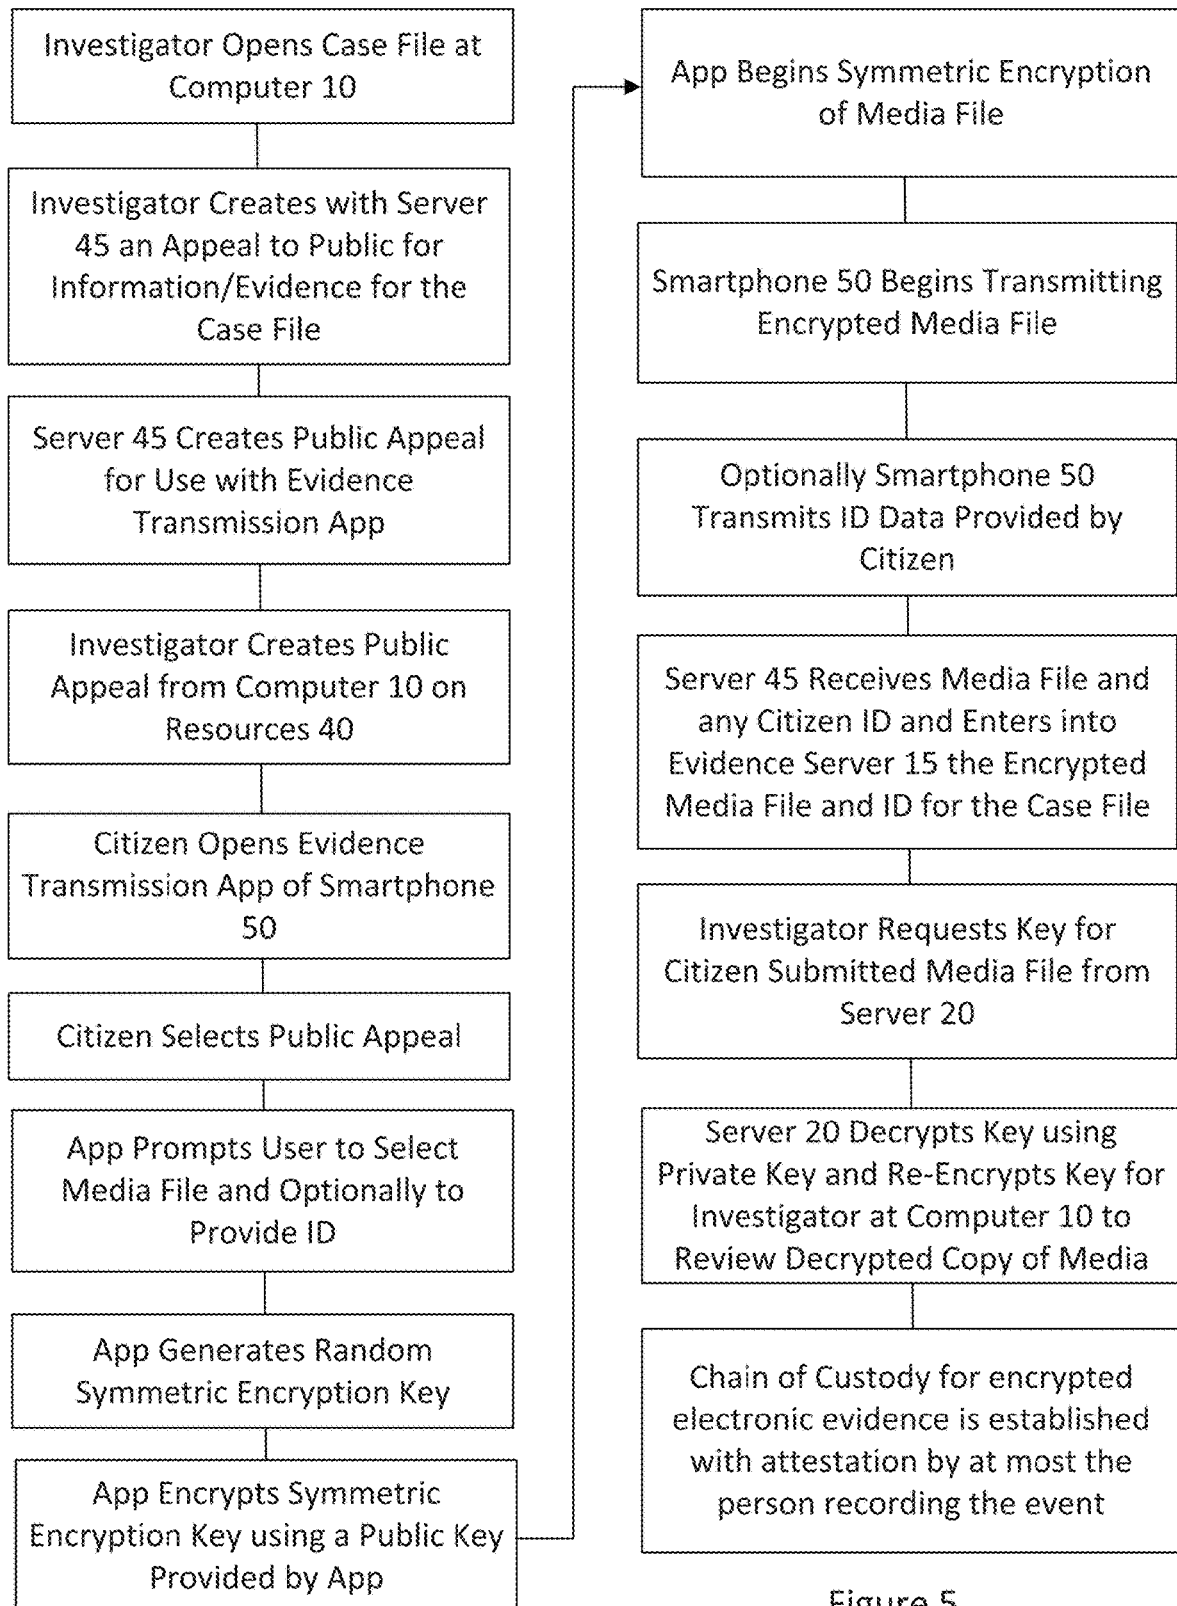 Investigator Opens Case File at
Computer 10
Investigator Creates with Server
45 an Appeal to Public for
Information/Evidence for the
Case File
Server 45 Creates Public Appeal
for Use with Evidence
Transmission App
Investigator Creates Public
Appeal from Computer 10 on
Resources 40
Citizen Opens Evidence
Transmission App of Smartphone
50
Citizen Selects Public Appeal
App Prompts User to Select
Media File and Optionally to
Provide ID
App Generates Random
Symmetric Encryption Key
App Encrypts Symmetric
Encryption Key using a Public Key
Provided by App
App Begins Symmetric Encryption
of Media File
Smartphone 50 Begins Transmitting
Encrypted Media File
Optionally Smartphone 50
Transmits ID Data Provided by
Citizen
Server 45 Receives Media File and
any Citizen ID and Enters into
Evidence Server 15 the Encrypted
Media File and ID for the Case File
Investigator Requests Key for
Citizen Submitted Media File from
Server 20
Server 20 Decrypts Key using
Private Key and Re-Encrypts Key for
Investigator at Computer 10 to
Review Decrypted Copy of Media
Chain of Custody for encrypted
electronic evidence is established
with attestation by at most the
person recording the event
Figure 5